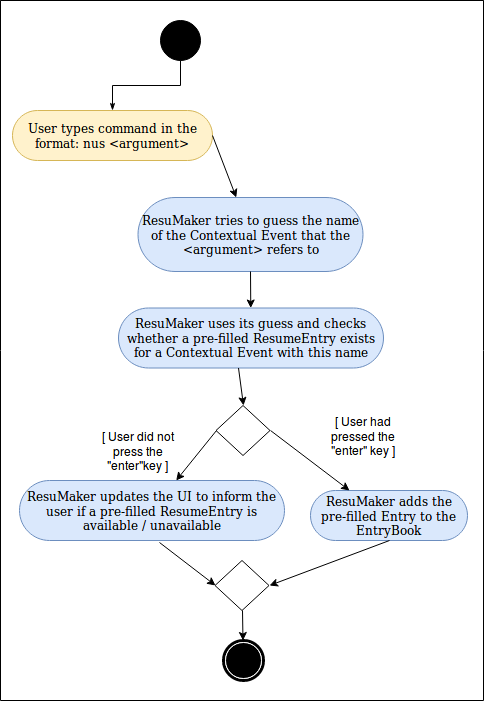 User types command in the
format: nus <argument>
ResuMaker tries to guess the name
of the Contextual Event that the
<argument> refers to
ResuMaker uses its guess and checks
whether a pre-filled ResumeEntry exists
for a Contextual Event with this name
[ User did not
press the
"enter"key ]
[ User had
pressed the
"enter" key ]
ResuMaker updates the UI to inform the
user if a pre-filled ResumeEntry is
available / unavailable
ResuMaker adds the
pre-filled Entry to the
EntryBook